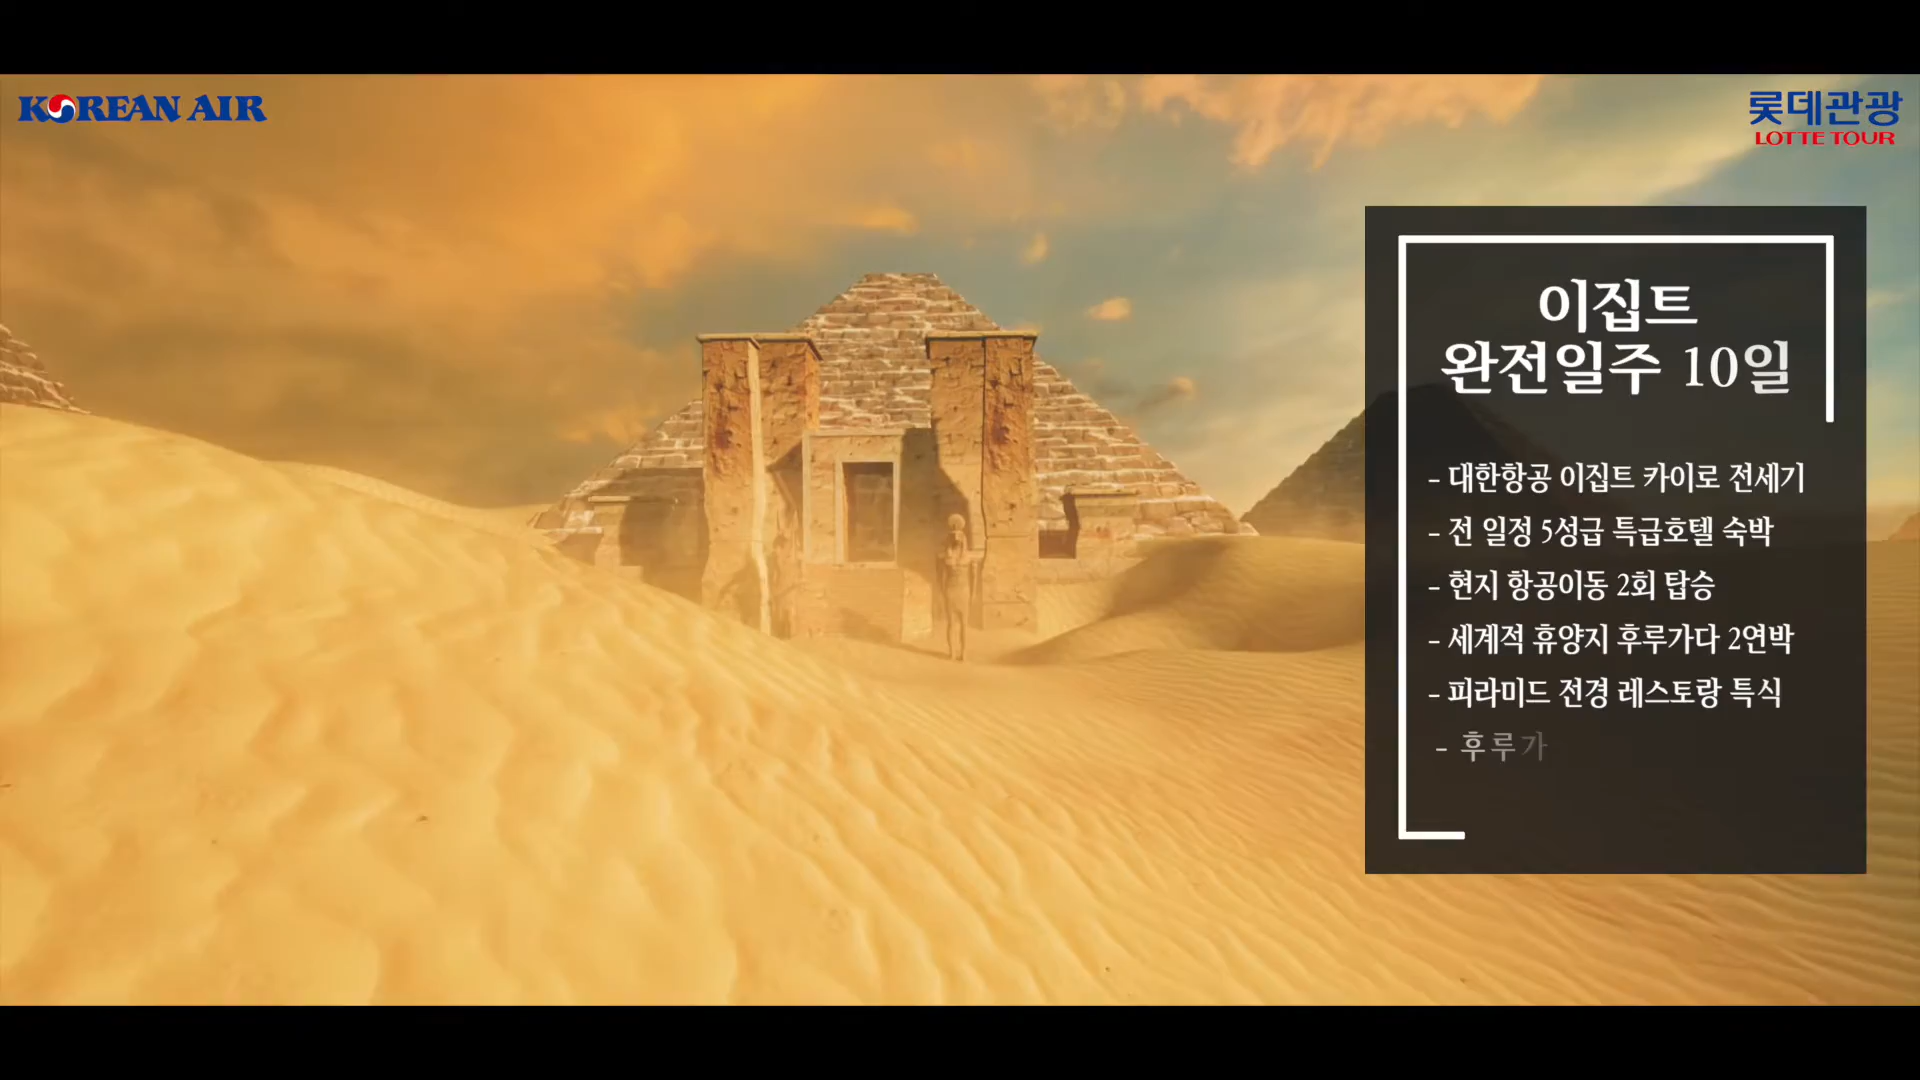 KOREAN AIR
롯데관광
LOTTE TOUR
이집트
완전일주 10일
- 대한항공 이집트 카이로 전세기
- 전 일정 5성급 특급호텔 숙박
- 현지 항공이동 2회 탑승
- 세계적 휴양지 후루가다 2연박
- 피라미드 전경 레스토랑 특식
- 후루가